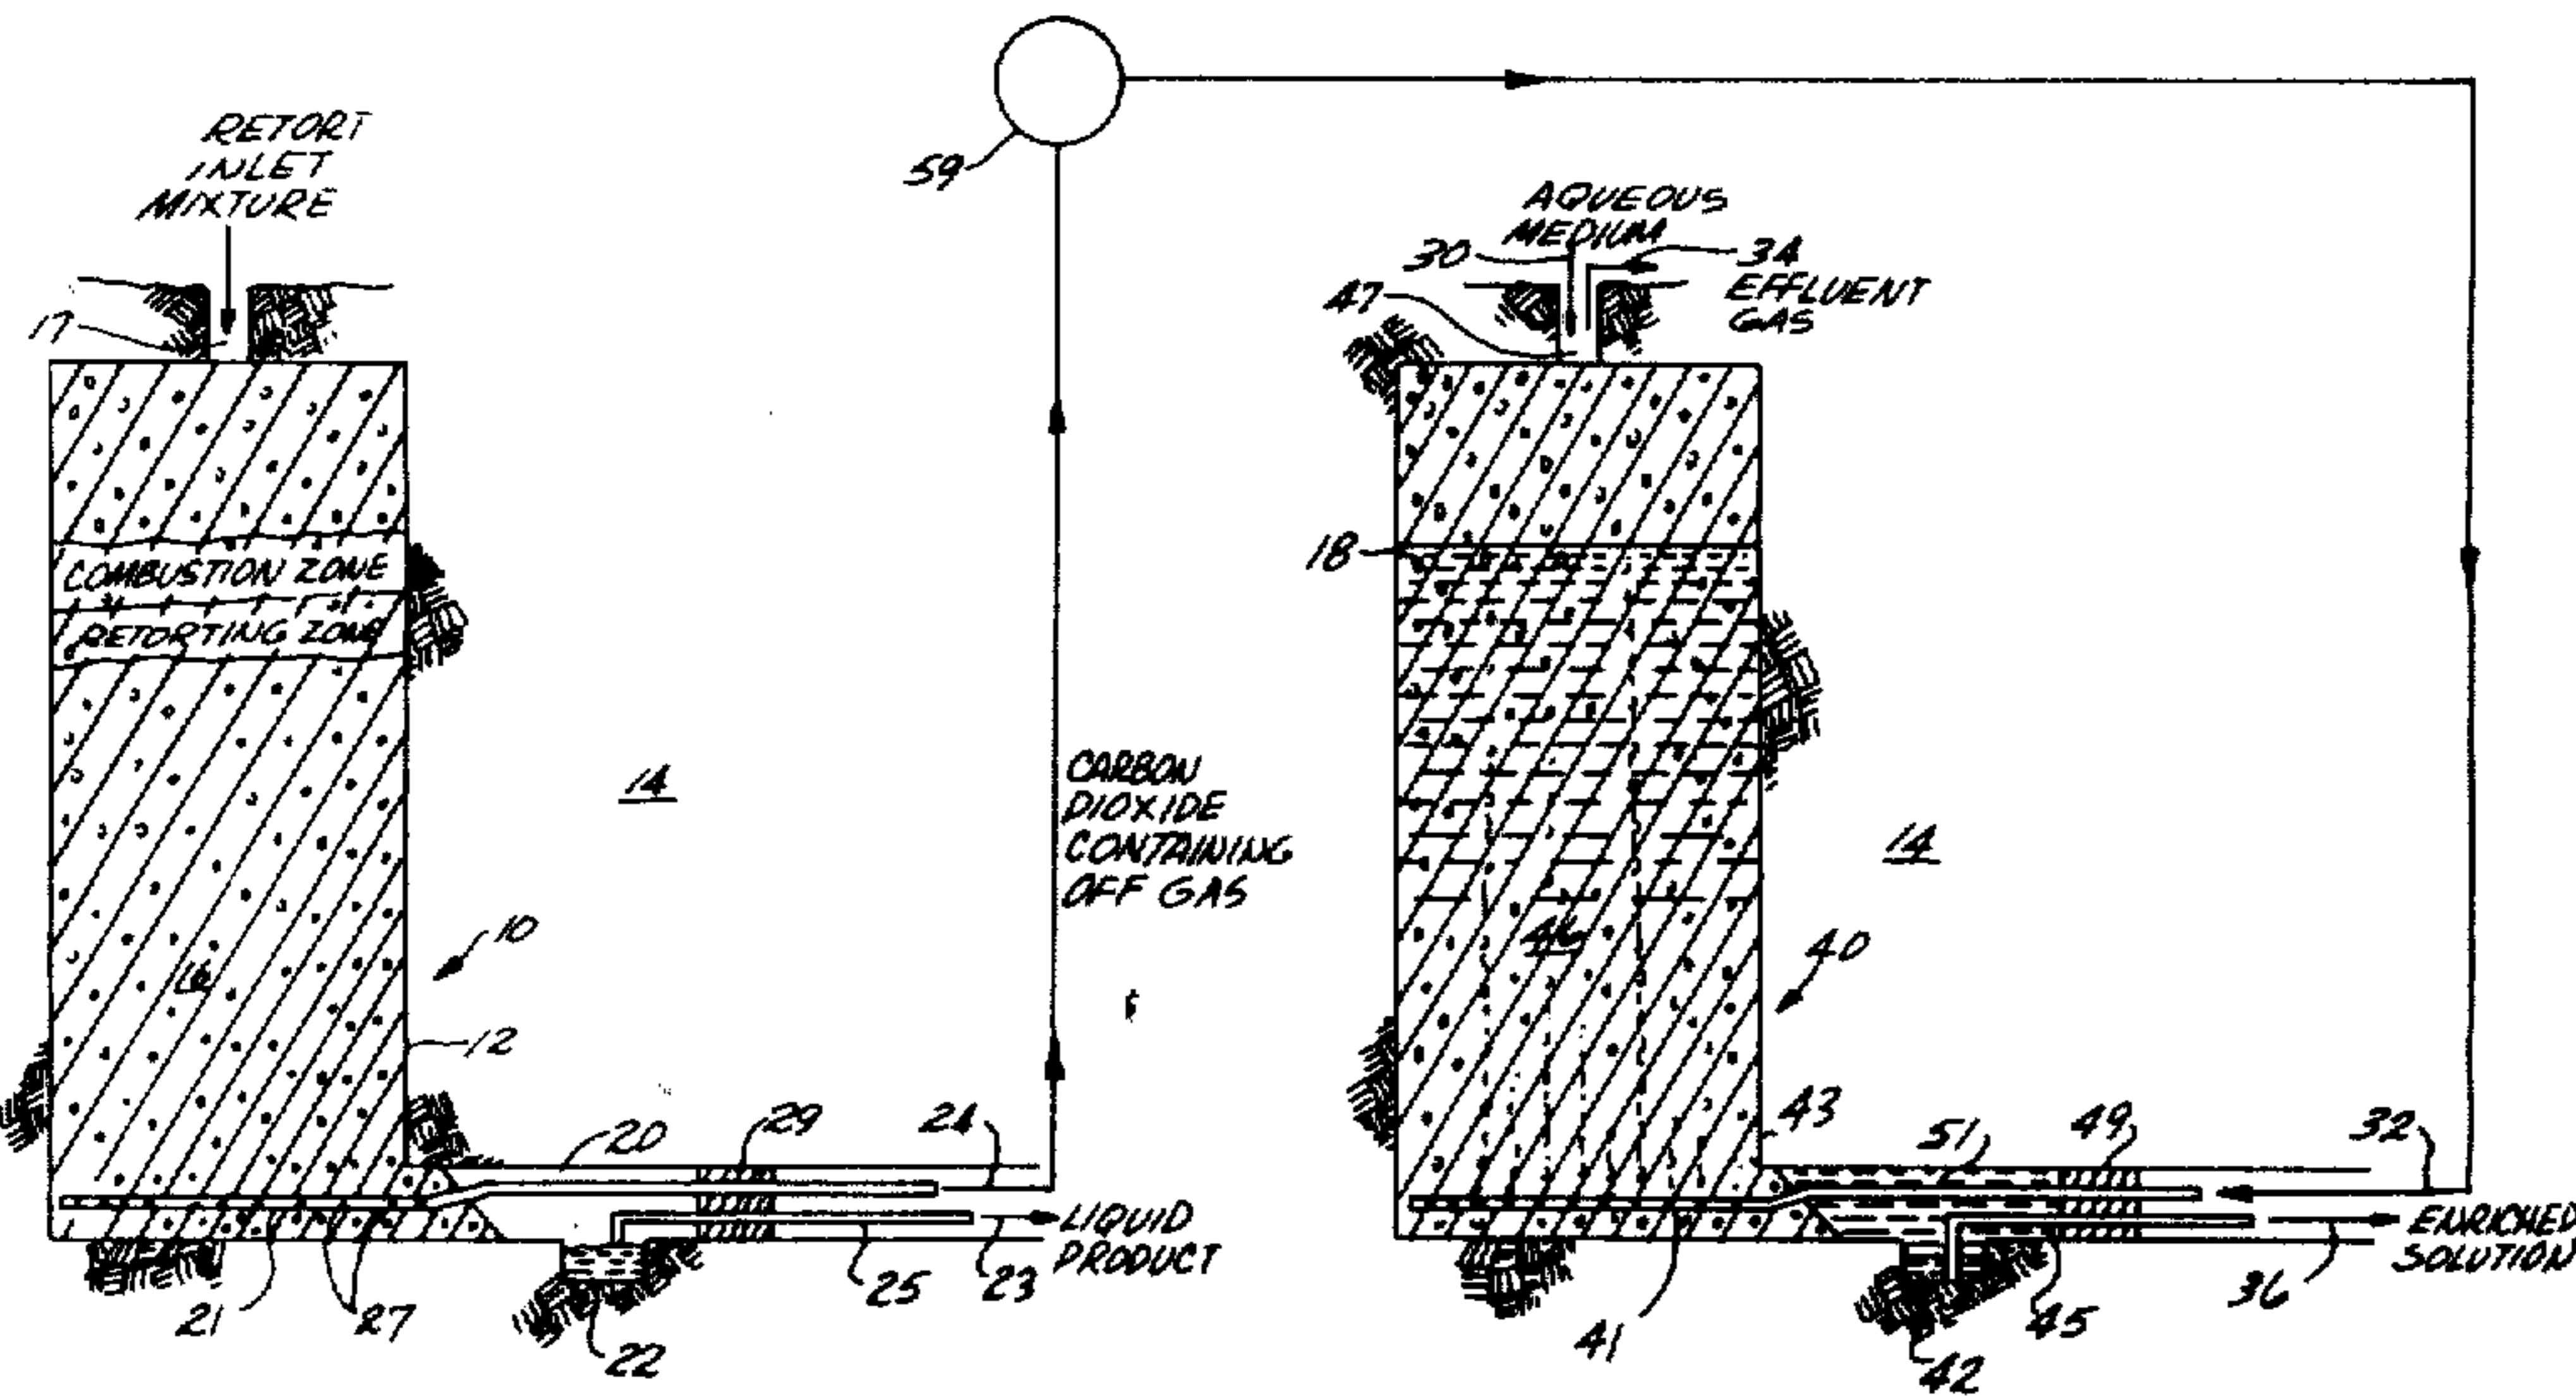 RETORT
INLET
MIXTURE
17
59
AQUEOUS
MEDIUM
30
34
EFFLUENT
GAS
47
COMBUSTION ZONE
RETORTING ZONE
18
14
CARBON
DIOXIDE
CONTAINING
OFF GAS
14
10
16
46
40
12
20
29
24
43
51
49
32
LIQUID
PRODUCT
ENRICHED
SOLUTION
21
27
22
25
23
41
42
45
36